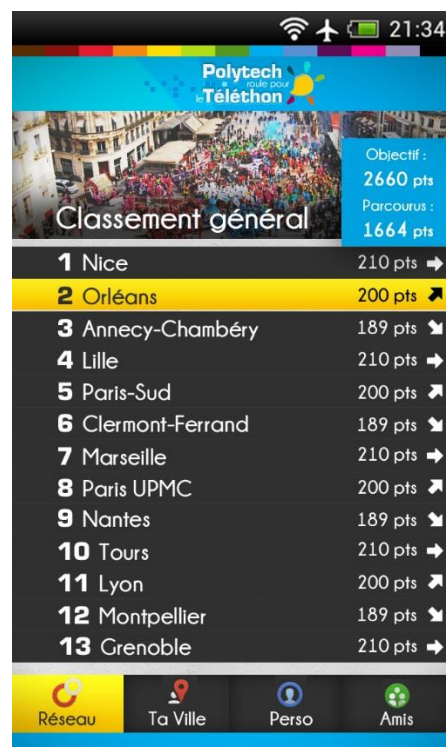 21:34
Polytech
roule pour
le Téléthon
Objectif :
2660 pts
Parcourus :
1664 pts
Classement général
1 Nice 210 pts
2 Orléans 200 pts
3 Annecy-Chambéry 189 pts
4 Lille 210 pts
5 Paris-Sud 200 pts
6 Clermont-Ferrand 189 pts
7 Marseille 210 pts
8 Paris UPMC 200 pts
9 Nantes 189 pts
10 Tours 210 pts
11 Lyon 200 pts
12 Montpellier 189 pts
13 Grenoble 210 pts
Réseau Ta Ville Perso Amis